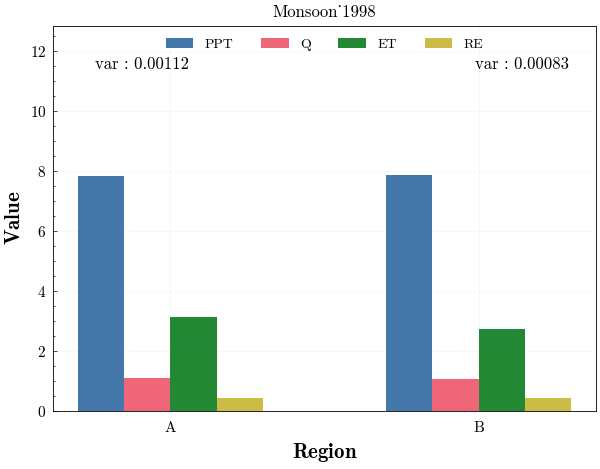 Monsoon˙1998
PPT Q ET RE
var : 0.00112 var : 0.00083
12
10
8
6
4
2
0
Value
A B
Region